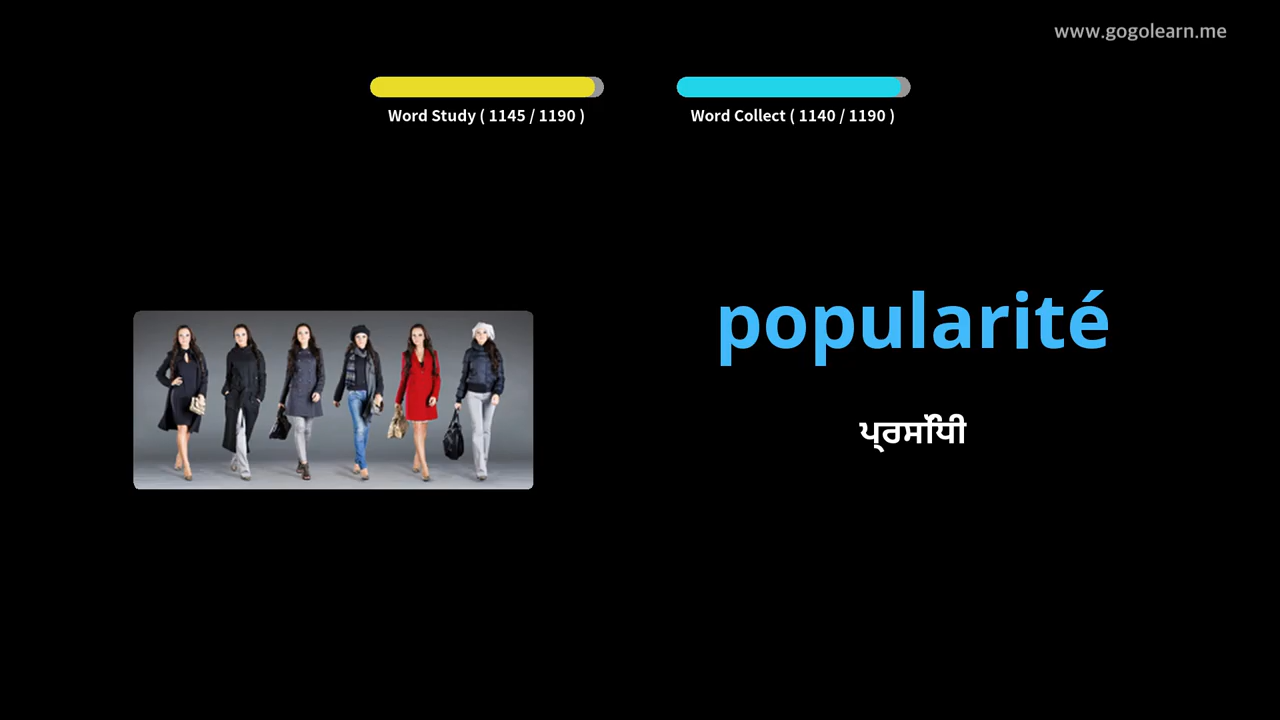 www.gogolearn.me
Word Study ( 1145 / 1190 )
Word Collect ( 1140 / 1190 )
popularité
ਪ੍ਰਸਿੱਧੀ